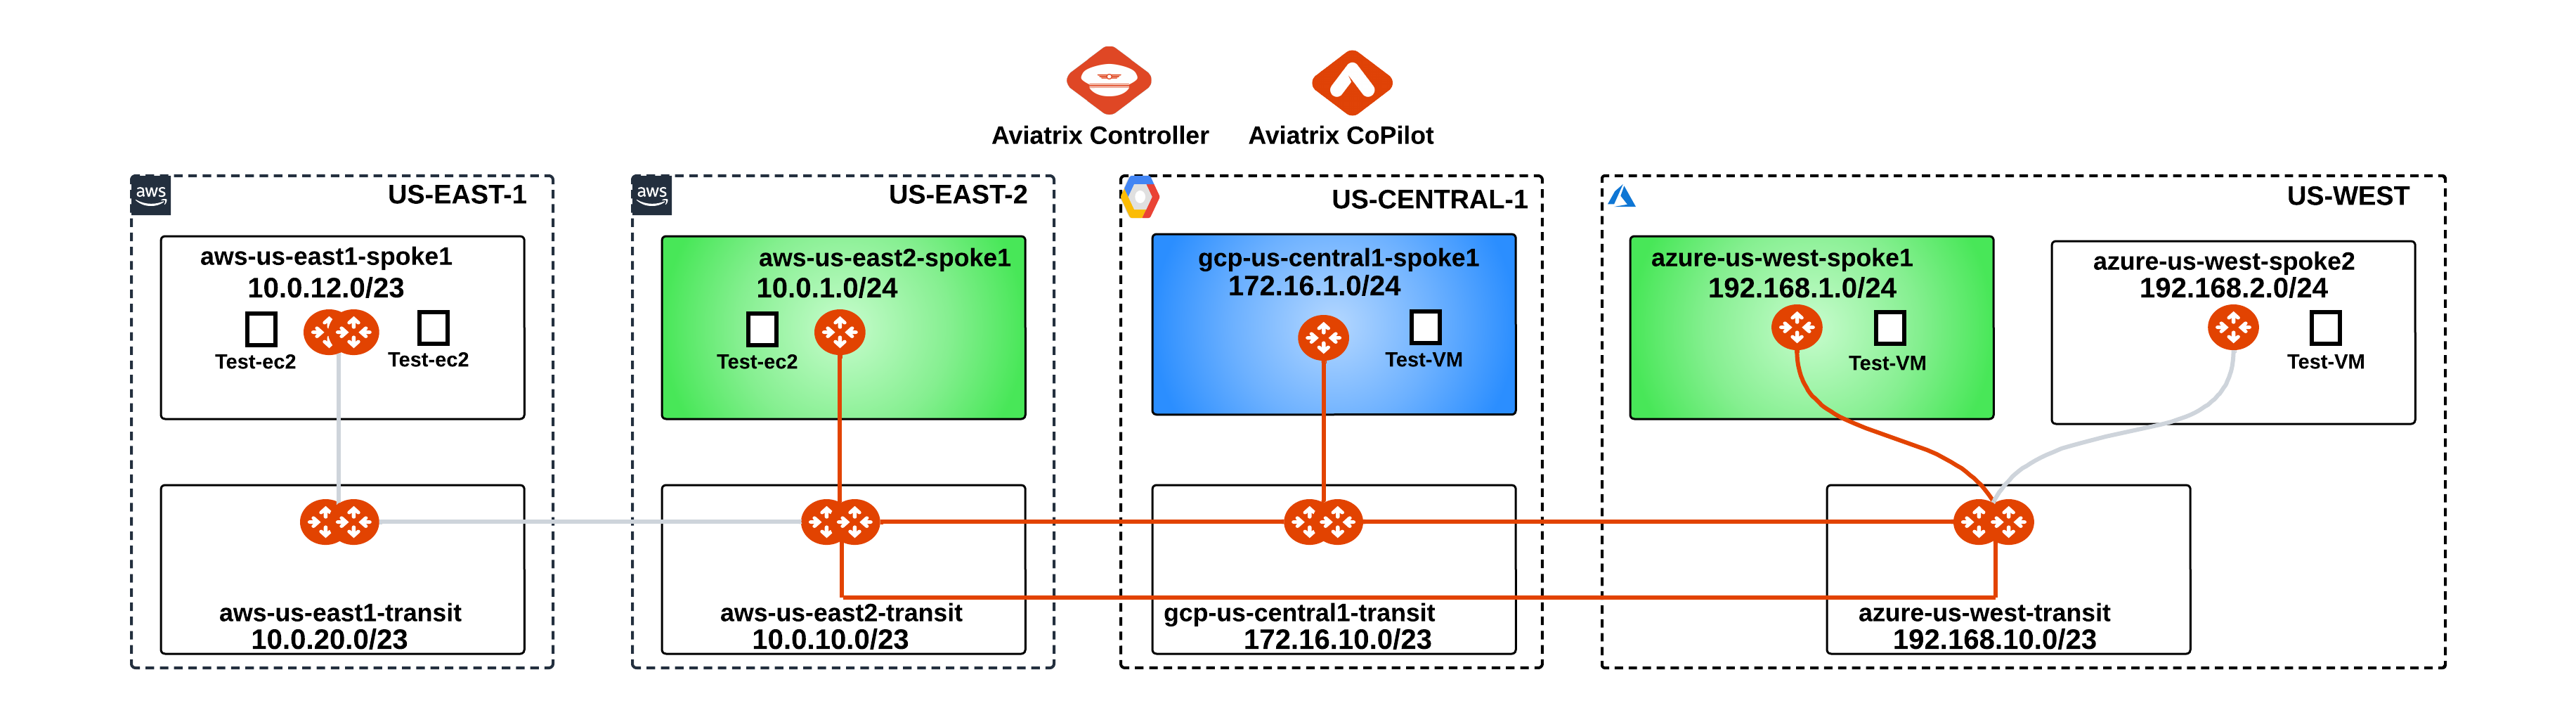 Aviatrix Controller
Aviatrix CoPilot
aws
US-EAST-1
aws-us-east1-spoke1
10.0.12.0/23
Test-ec2
Test-ec2
aws-us-east1-transit
10.0.20.0/23
aws
US-EAST-2
aws-us-east2-spoke1
10.0.1.0/24
Test-ec2
aws-us-east2-transit
10.0.10.0/23
US-CENTRAL-1
gcp-us-central1-spoke1
172.16.1.0/24
Test-VM
gcp-us-central1-transit
172.16.10.0/23
US-WEST
azure-us-west-spoke1
192.168.1.0/24
Test-VM
azure-us-west-spoke2
192.168.2.0/24
Test-VM
azure-us-west-transit
192.168.10.0/23